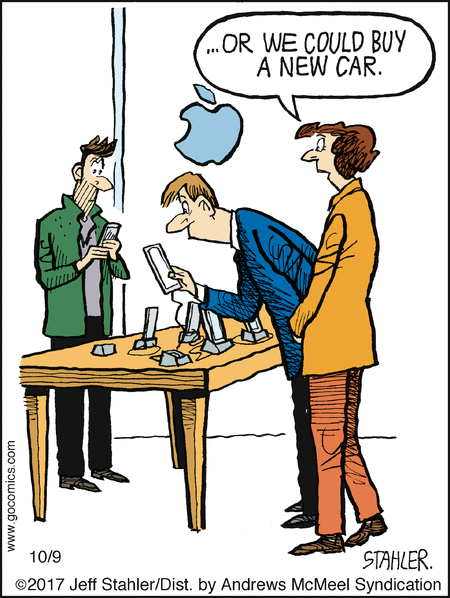 ...OR WE COULD BUY
A NEW CAR.
www.gocomics.com
10/9
STAHLER.
©2017 Jeff Stahler/Dist. by Andrews McMeel Syndication